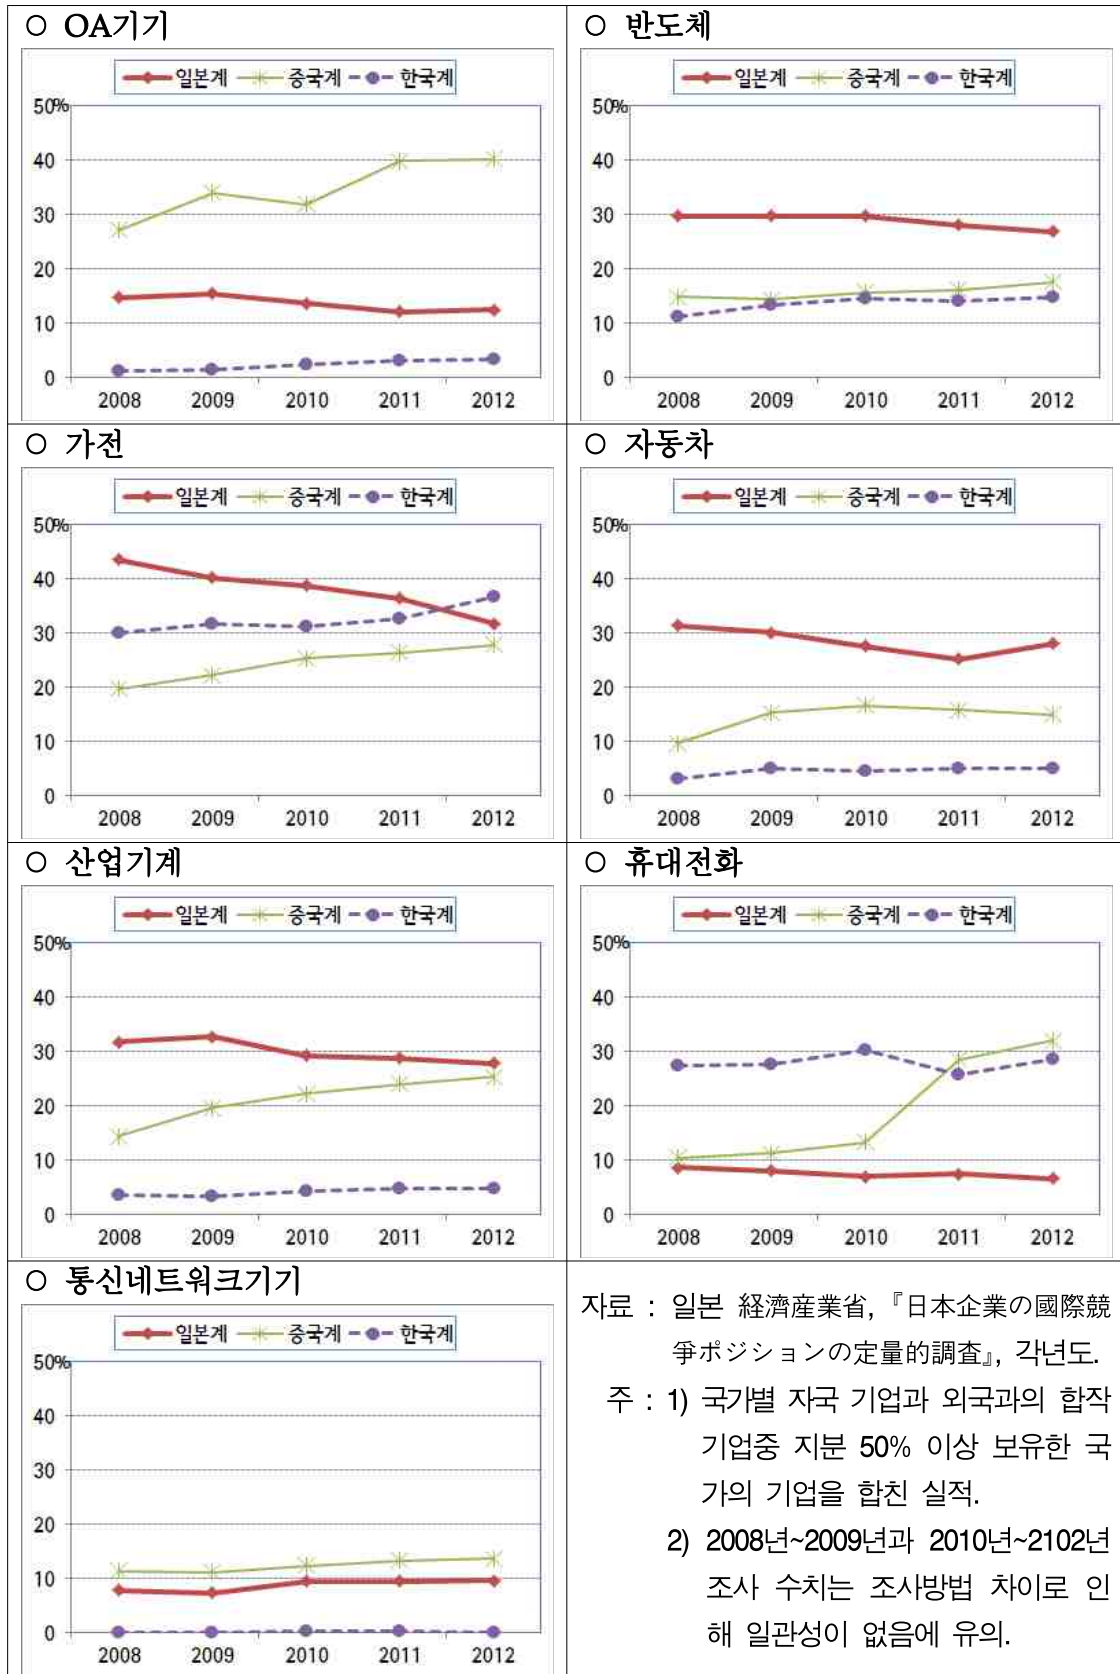 ○ OA기기
일본계 중국계 한국계
50%
40
30
20
10
0
2008 2009 2010 2011 2012
○ 반도체
일본계 중국계 한국계
50%
40
30
20
10
0
2008 2009 2010 2011 2012
○ 가전
일본계 중국계 한국계
50%
40
30
20
10
0
2008 2009 2010 2011 2012
○ 자동차
일본계 중국계 한국계
50%
40
30
20
10
0
2008 2009 2010 2011 2012
○ 산업기계
일본계 중국계 한국계
50%
40
30
20
10
0
2008 2009 2010 2011 2012
○ 휴대전화
일본계 중국계 한국계
50%
40
30
20
10
0
2008 2009 2010 2011 2012
○ 통신네트워크기기
일본계 중국계 한국계
50%
40
30
20
10
0
2008 2009 2010 2011 2012
자료 : 일본 経濟産業省, 『日本企業の國際競
爭ポジションの定量的調査』, 각년도.
주 : 1) 국가별 자국 기업과 외국과의 합작
기업중 지분 50% 이상 보유한 국
가의 기업을 합친 실적.
2) 2008년~2009년과 2010년~2102년
조사 수치는 조사방법 차이로 인
해 일관성이 없음에 유의.